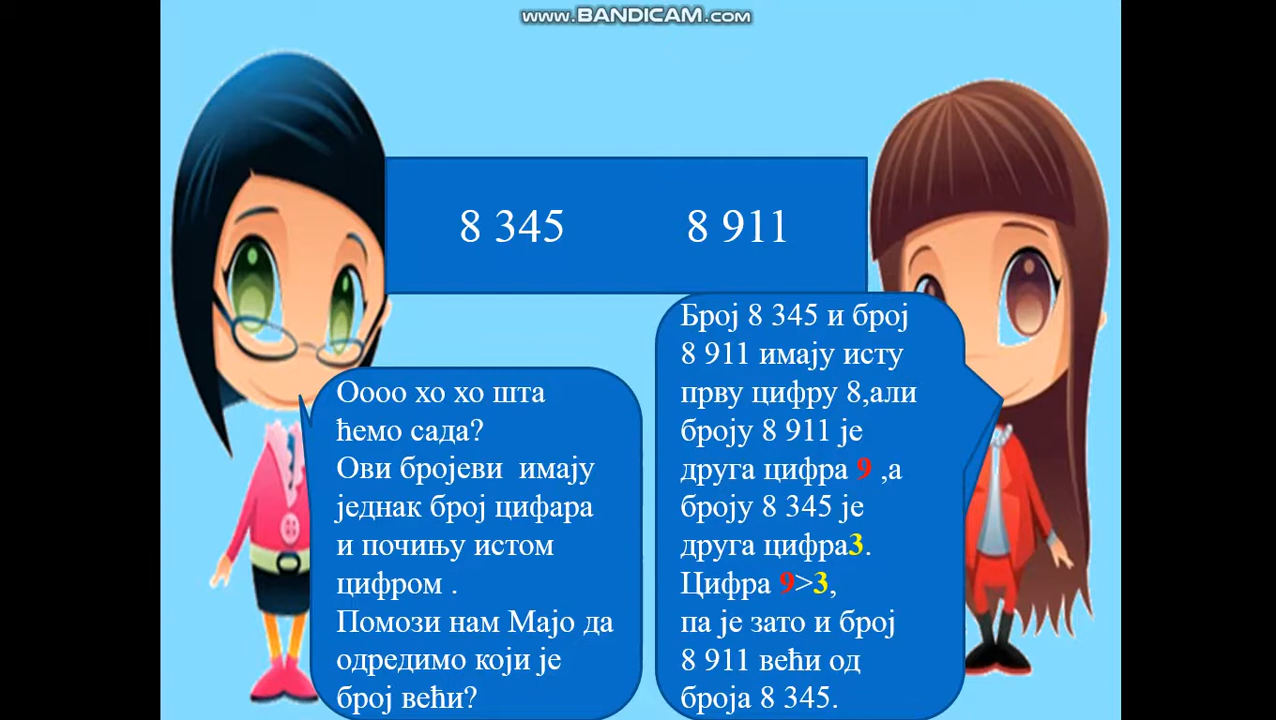 www.BANDICAM.com
8 345 8 911
Оооо хо хо шта
ћемо сада?
Ови бројеви имају
једнак број цифара
и почињу истом
цифром .
Помози нам Мајо да
одредимо који је
број већи?
Број 8 345 и број
8 911 имају исту
прву цифру 8,али
броју 8 911 је
друга цифра 9 ,а
броју 8 345 је
друга цифра3.
Цифра 9>3,
па је зато и број
8 911 већи од
броја 8 345.